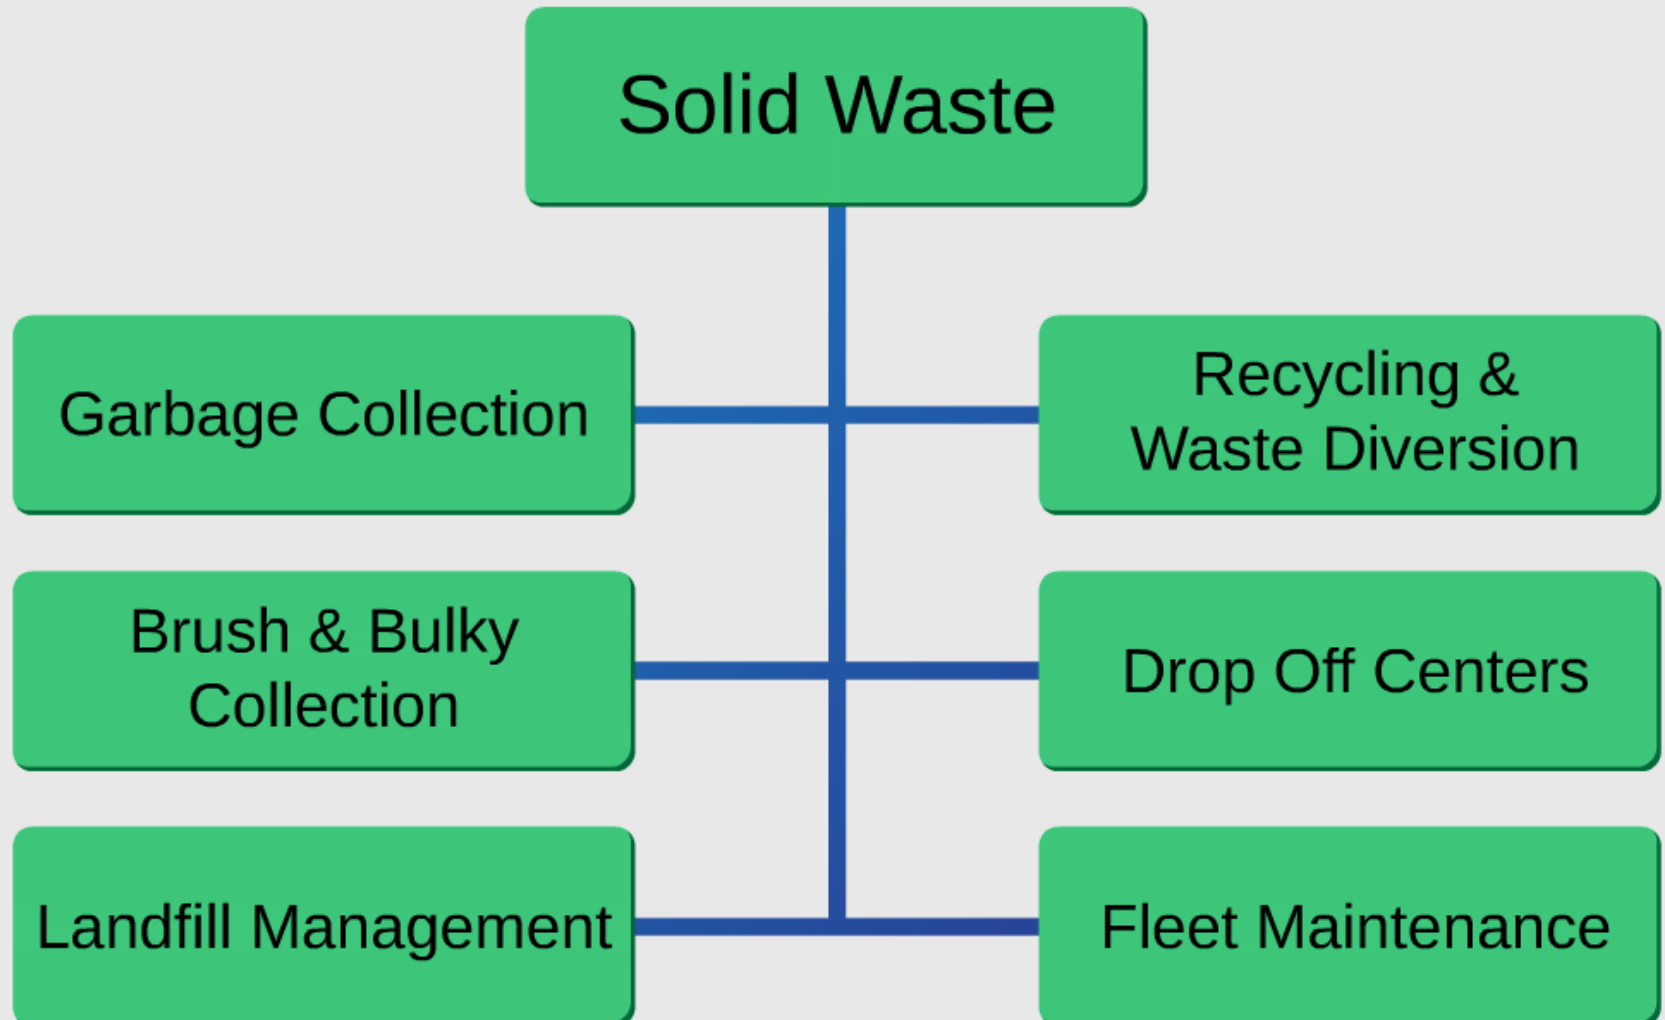 Solid Waste
Garbage Collection
Recycling &
Waste Diversion
Brush & Bulky
Collection
Drop Off Centers
Landfill Management
Fleet Maintenance